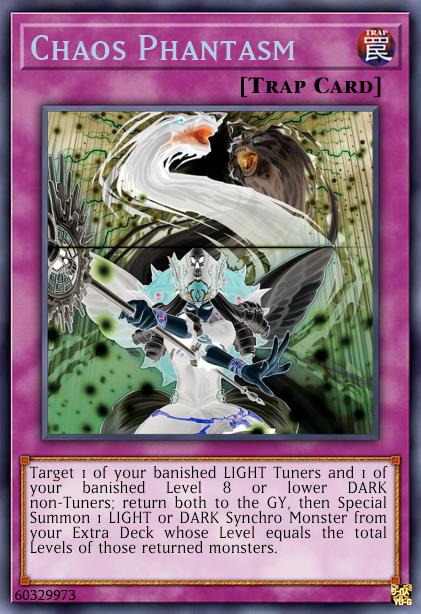 Chaos Phantasm
TRAP
罠
[Trap Card]
Target 1 of your banished LIGHT Tuners and 1 of
your banished Level 8 or lower DARK
non-Tuners; return both to the GY, then Special
Summon 1 LIGHT or DARK Synchro Monster from
your Extra Deck whose Level equals the total
Levels of those returned monsters.
60329973